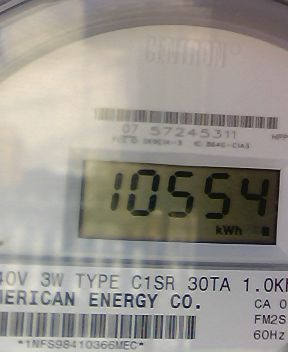 CENTRON®
07 57245311
10554
kWh
40V 3W TYPE C1SR 30TA 1.0K
MERICAN ENERGY CO.
CA 0
FM2S
60Hz
*1NFS98410366MEC*